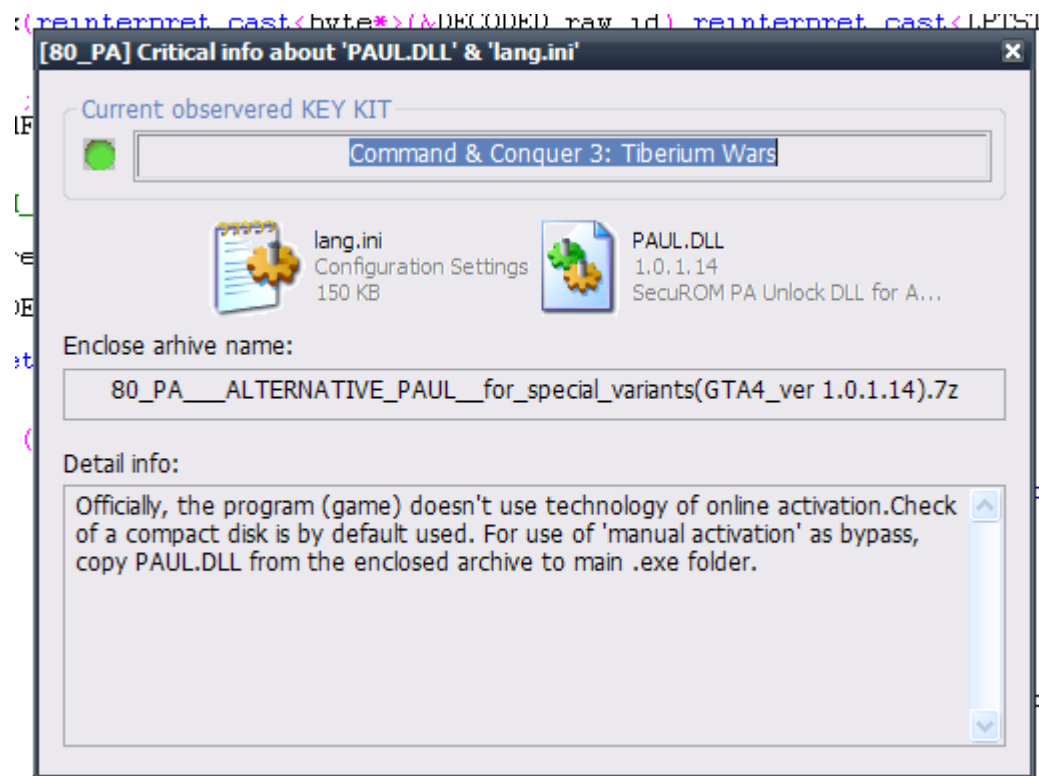 (reinterpret_cast<byte*>(&DECODED_raw_id) reinterpret_cast<LPTST
[80_PA] Critical info about 'PAUL.DLL' & 'lang.ini'
Current observered KEY KIT
Command & Conquer 3: Tiberium Wars
lang.ini
Configuration Settings
150 KB
PAUL.DLL
1.0.1.14
SecuROM PA Unlock DLL for A...
Enclose arhive name:
80_PA___ALTERNATIVE_PAUL__for_special_variants(GTA4_ver 1.0.1.14).7z
Detail info:
Officially, the program (game) doesn't use technology of online activation.Check
of a compact disk is by default used. For use of 'manual activation' as bypass,
copy PAUL.DLL from the enclosed archive to main .exe folder.